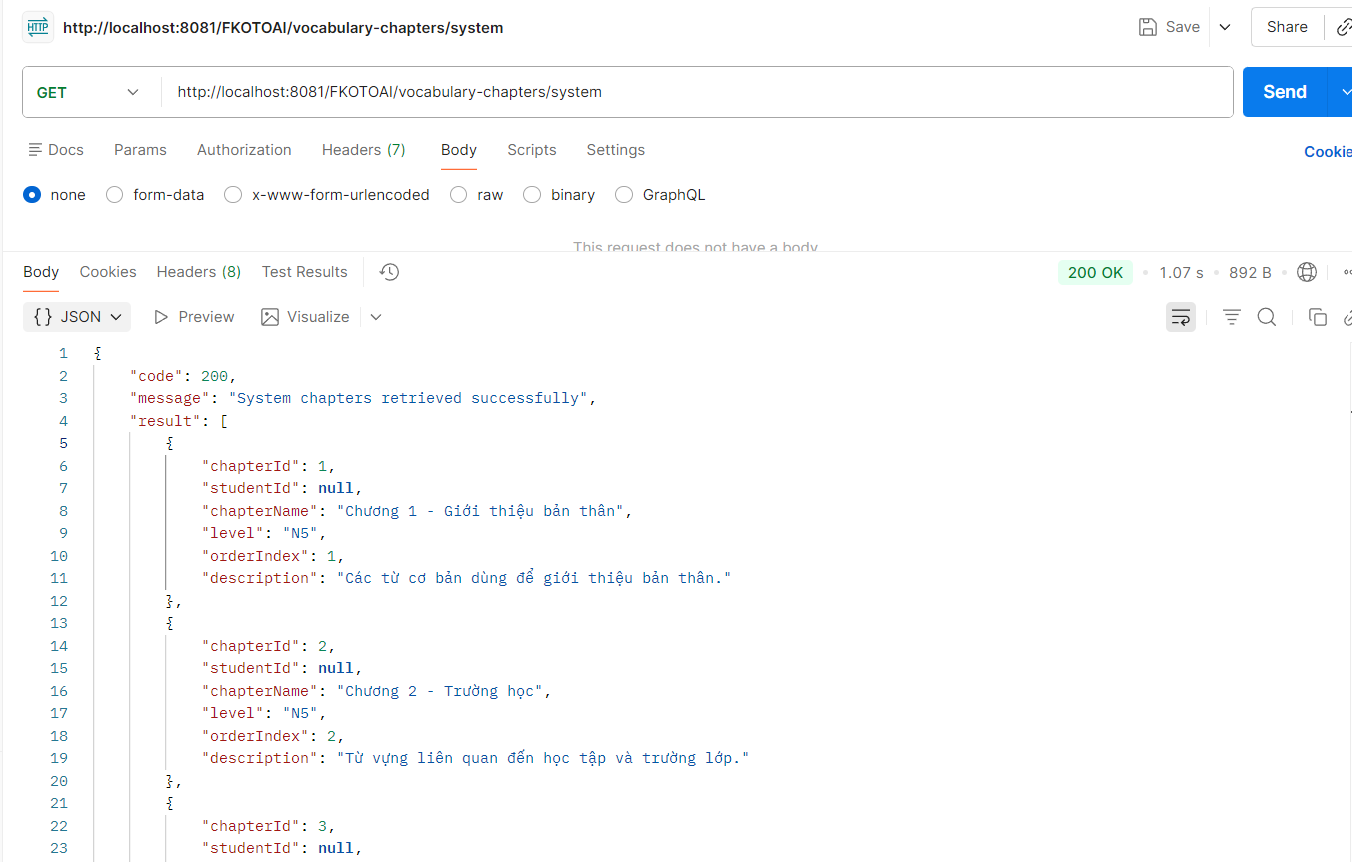 HTTP http://localhost:8081/FKOTOAI/vocabulary-chapters/system Save Share
GET http://localhost:8081/FKOTOAI/vocabulary-chapters/system Send
Docs Params Authorization Headers (7) Body Scripts Settings Cookie
none form-data x-www-form-urlencoded raw binary GraphQL
This request does not have a body
Body Cookies Headers (8) Test Results 200 OK • 1.07 s • 892 B •
{} JSON Preview Visualize
1 {
2 "code": 200,
3 "message": "System chapters retrieved successfully",
4 "result": [
5 {
6 "chapterId": 1,
7 "studentId": null,
8 "chapterName": "Chương 1 - Giới thiệu bản thân",
9 "level": "N5",
10 "orderIndex": 1,
11 "description": "Các từ cơ bản dùng để giới thiệu bản thân."
12 },
13 {
14 "chapterId": 2,
15 "studentId": null,
16 "chapterName": "Chương 2 - Trường học",
17 "level": "N5",
18 "orderIndex": 2,
19 "description": "Từ vựng liên quan đến học tập và trường lớp."
20 },
21 {
22 "chapterId": 3,
23 "studentId": null,